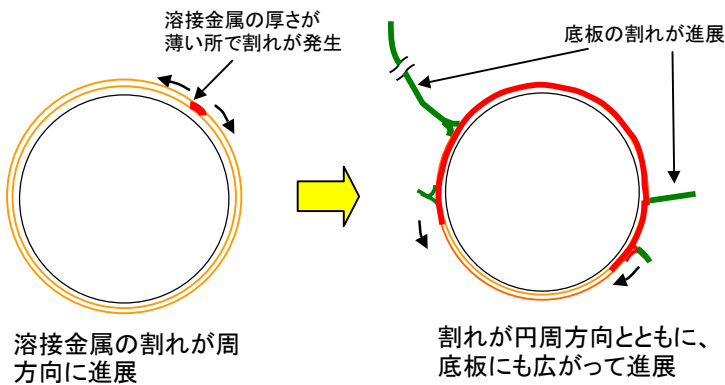 溶接金属の厚さが
薄い所で割れが発生
底板の割れが進展
溶接金属の割れが周
方向に進展
割れが円周方向とともに、
底板にも広がって進展